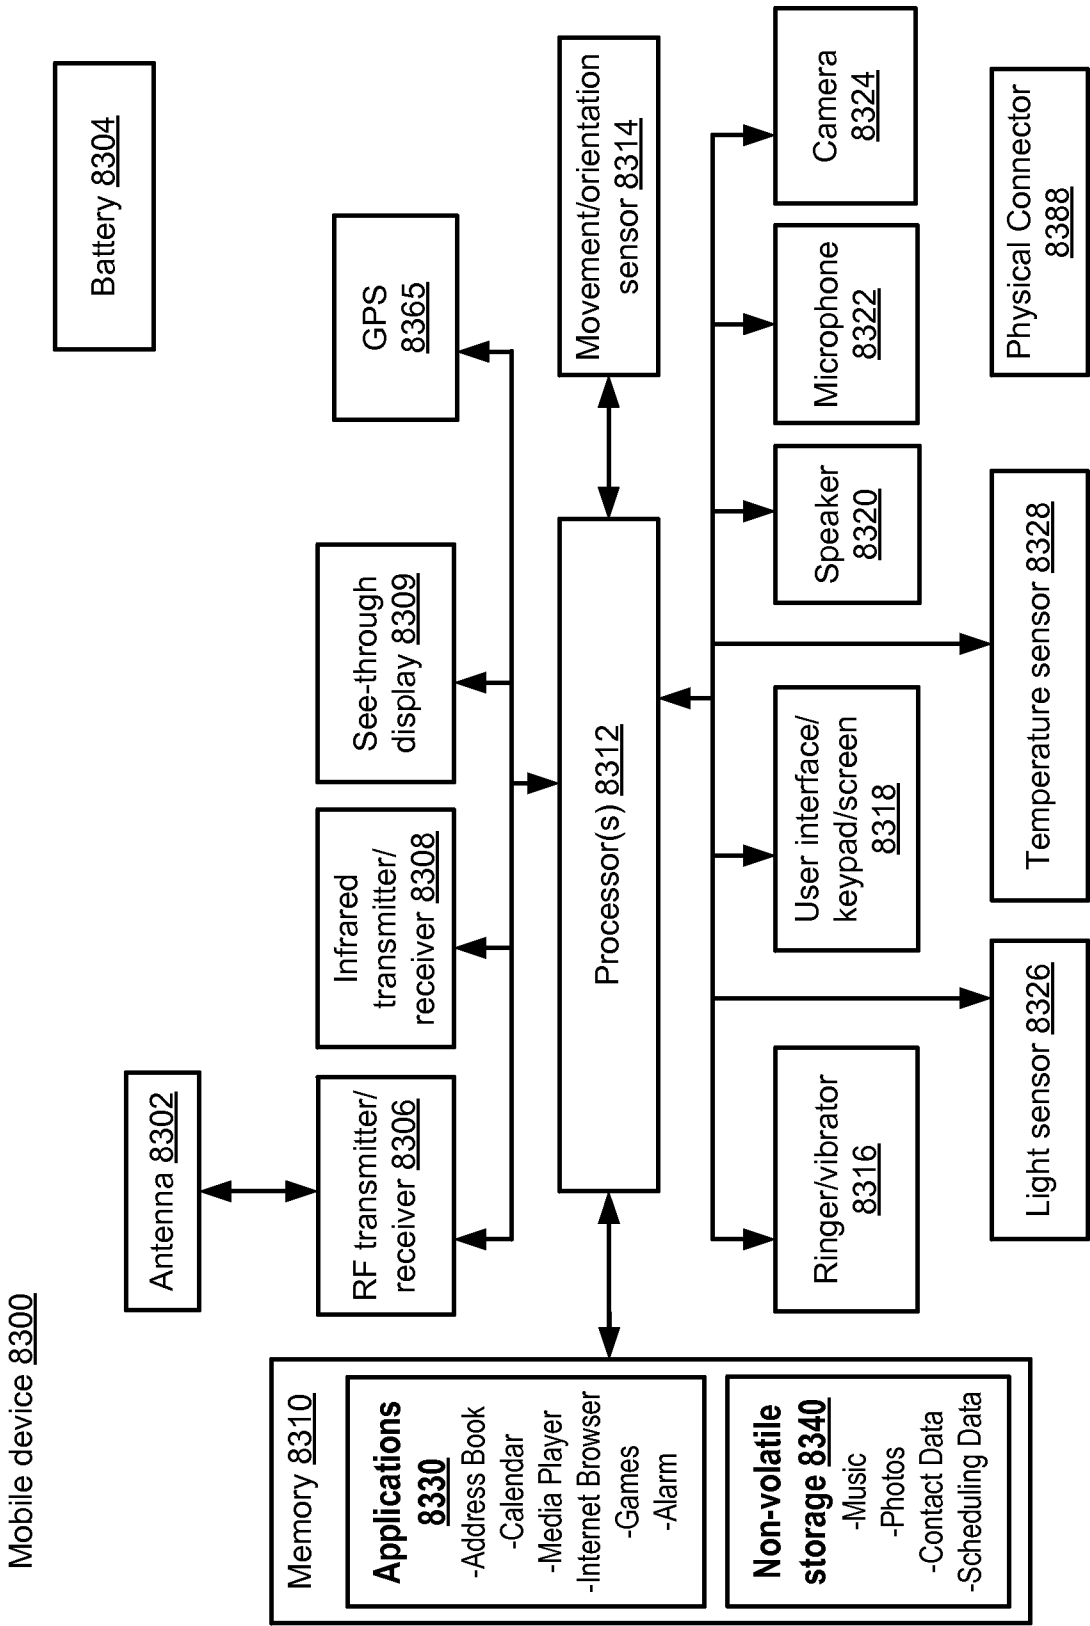 Mobile device 8300
Battery 8304
Antenna 8302
RF transmitter/
receiver 8306
Infrared
transmitter/
receiver 8308
See-through
display 8309
GPS
8365
Memory 8310
Applications
8330
-Address Book
-Calendar
-Media Player
-Internet Browser
-Games
-Alarm
Non-volatile
storage 8340
-Music
-Photos
-Contact Data
-Scheduling Data
Processor(s) 8312
Movement/orientation
sensor 8314
Ringer/vibrator
8316
User interface/
keypad/screen
8318
Speaker
8320
Microphone
8322
Camera
8324
Light sensor 8326
Temperature sensor 8328
Physical Connector
8388